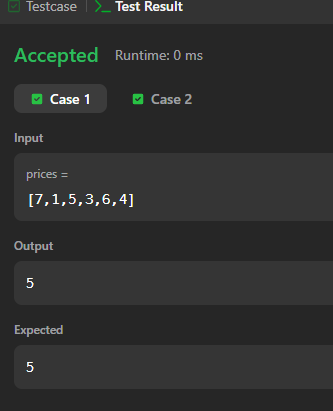 Testcase | >_ Test Result
Accepted Runtime: 0 ms
Case 1 Case 2
Input
prices =
[7,1,5,3,6,4]
Output
5
Expected
5